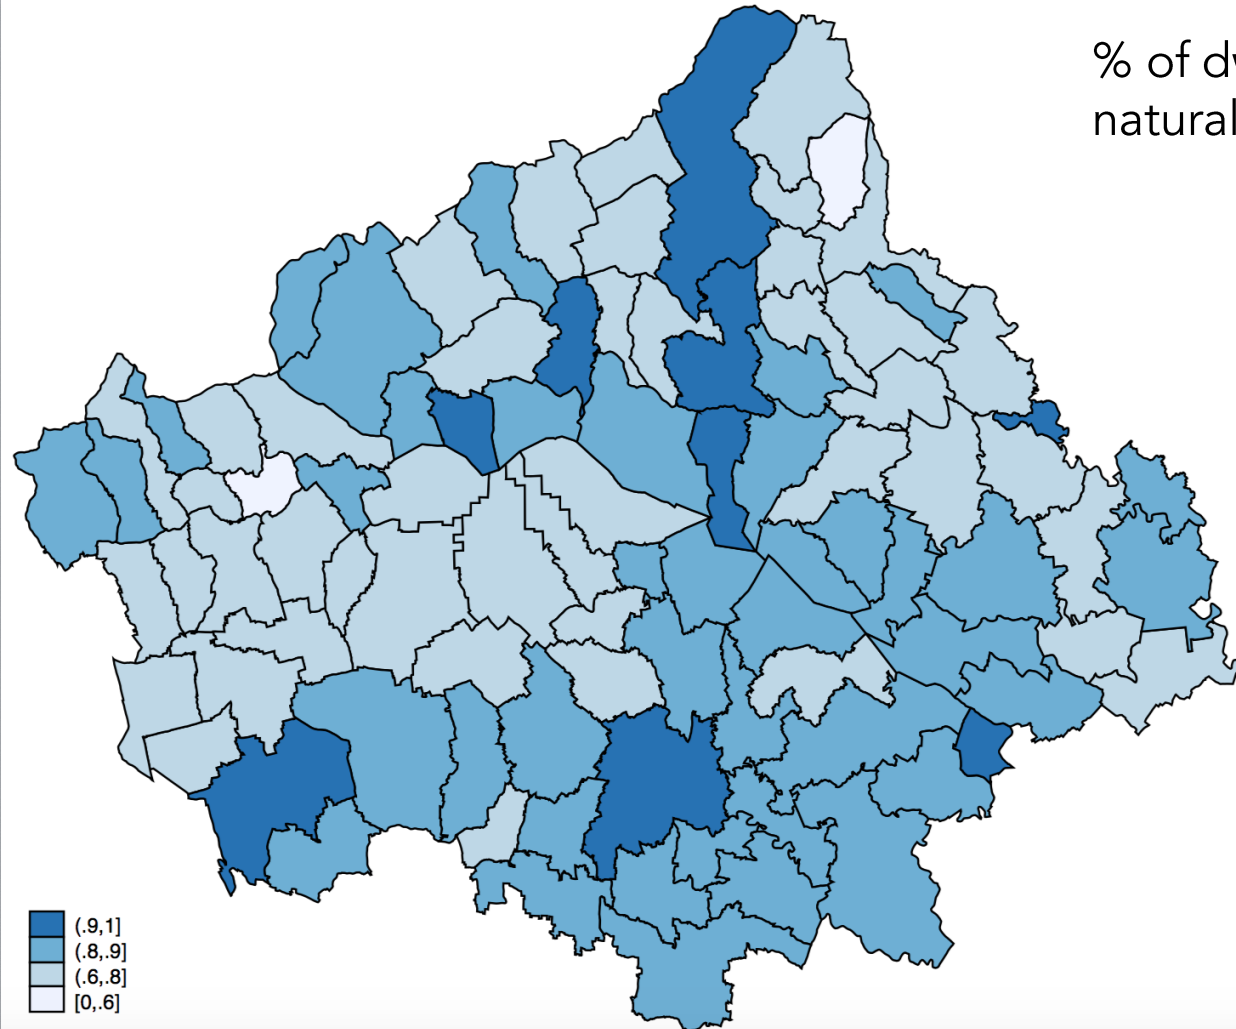 % of
natural
(.9,1]
(.8,.9]
(.6,.8]
[0,.6]